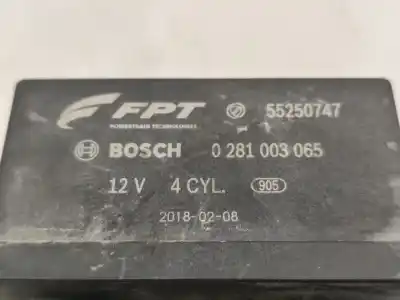 FPT 55250747
POWERTRAIN TECHNOLOGIES
BOSCH 0 281 003 065
12 V 4 CYL. 905
2018-02-08